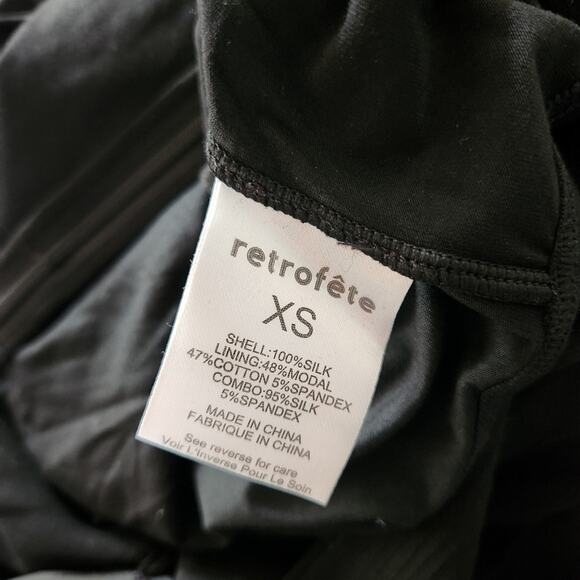 retrofête
XS
SHELL:100%SILK
LINING:48%MODAL
47%COTTON 5%SPANDEX
COMBO:95%SILK
5%SPANDEX
MADE IN CHINA
FABRIQUE IN CHINA
See reverse for care
Voir L'Inverse Pour Le Soin